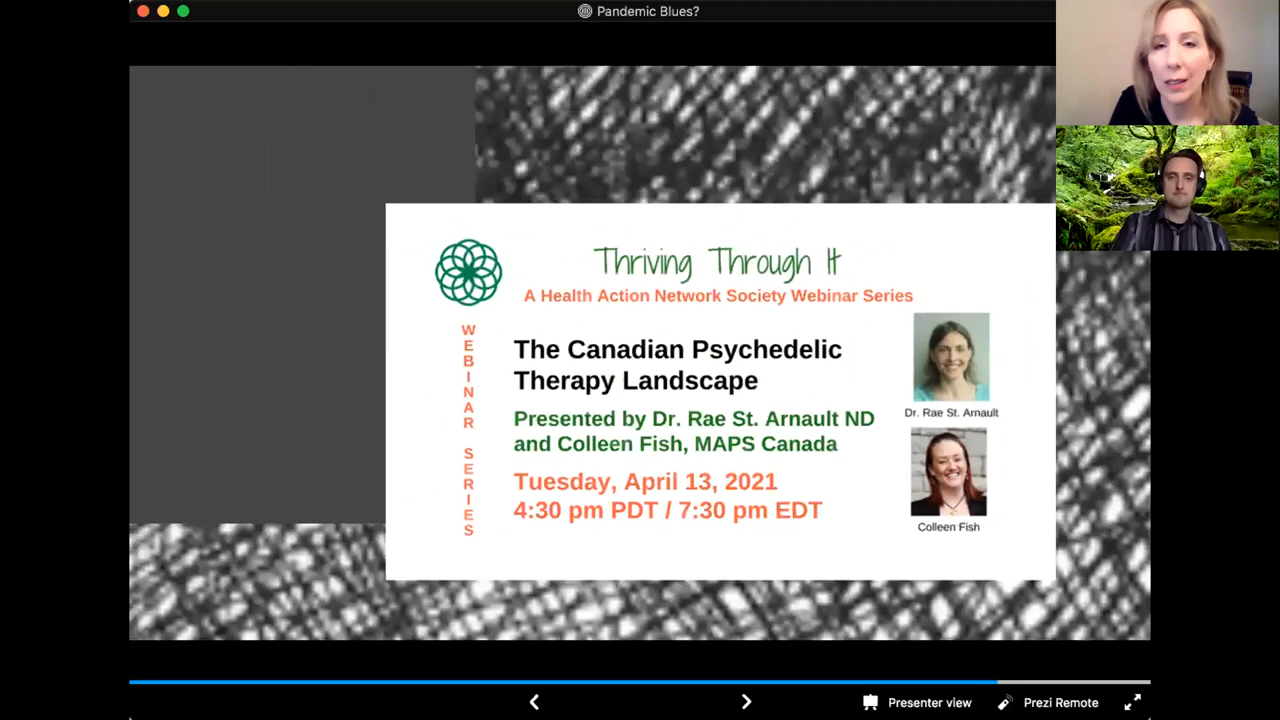 Pandemic Blues?
Thriving Through It
A Health Action Network Society Webinar Series
WEBINAR SERIES
The Canadian Psychedelic
Therapy Landscape
Presented by Dr. Rae St. Arnault ND
and Colleen Fish, MAPS Canada
Tuesday, April 13, 2021
4:30 pm PDT / 7:30 pm EDT
Dr. Rae St. Arnault
Colleen Fish
Presenter view
Prezi Remote